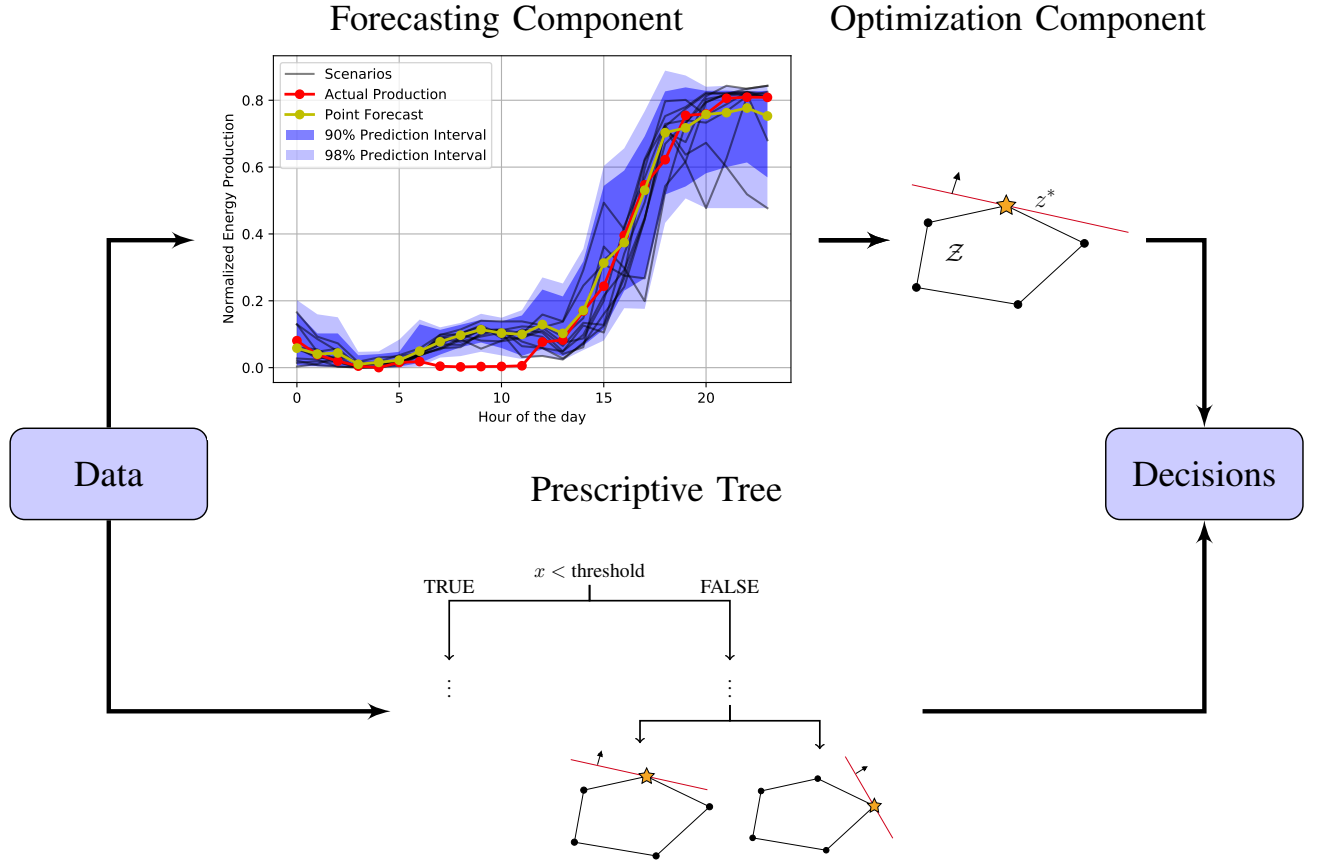 Forecasting Component
Optimization Component
Scenarios
Actual Production
Point Forecast
90% Prediction Interval
98% Prediction Interval
Normalized Energy Production
0.8
0.6
0.4
0.2
0.0
0 5 10 15 20
Hour of the day
z*
𝒵
Data
Decisions
Prescriptive Tree
x < threshold
TRUE FALSE
⋮ ⋮